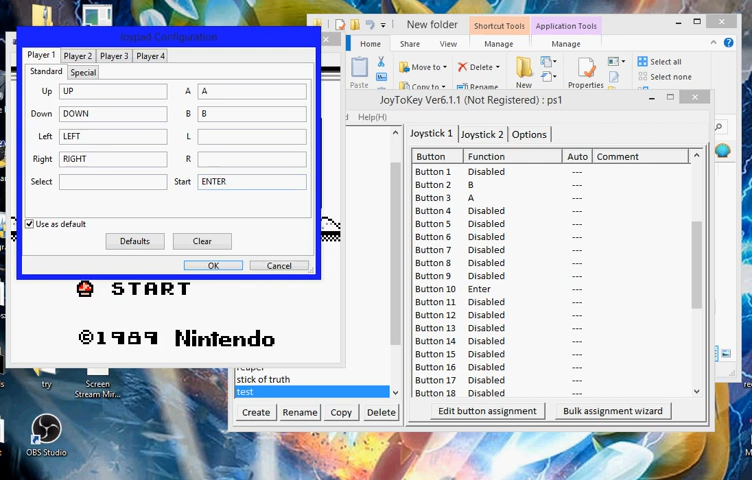 Joypad Configuration
Player 1 Player 2 Player 3 Player 4
Standard Special
Up UP A A
Down DOWN B B
Left LEFT L
Right RIGHT R
Select Start ENTER
Use as default
Defaults Clear
OK Cancel
START
©1989 Nintendo
try
Screen
Stream Mir...
OBS Studio
New folder
Shortcut Tools Application Tools
Home Share View Manage Manage
Move to Delete New Properties Select all
Paste Copy to Rename folder Select none
JoyToKey Ver6.1.1 (Not Registered) : ps1
Help(H)
Joystick 1 Joystick 2 Options
Button Function Auto Comment
Button 1 Disabled ---
Button 2 B ---
Button 3 A ---
Button 4 Disabled ---
Button 5 Disabled ---
Button 6 Disabled ---
Button 7 Disabled ---
Button 8 Disabled ---
Button 9 Disabled ---
Button 10 Enter ---
Button 11 Disabled ---
Button 12 Disabled ---
Button 13 Disabled ---
Button 14 Disabled ---
Button 15 Disabled ---
Button 16 Disabled ---
Button 17 Disabled ---
Button 18 Disabled ---
reaper
stick of truth
test
Create Rename Copy Delete
Edit button assignment Bulk assignment wizard